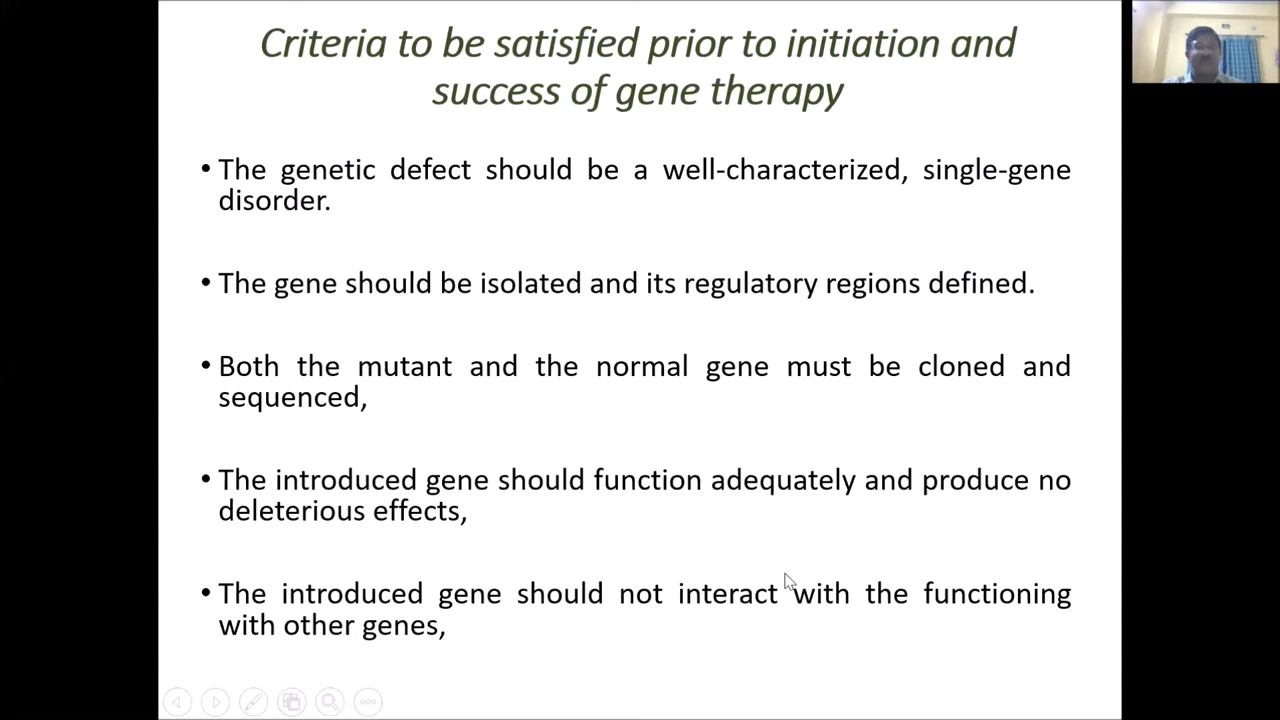 Criteria to be satisfied prior to initiation and
success of gene therapy
• The genetic defect should be a well-characterized, single-gene
disorder.
• The gene should be isolated and its regulatory regions defined.
• Both the mutant and the normal gene must be cloned and
sequenced,
• The introduced gene should function adequately and produce no
deleterious effects,
• The introduced gene should not interact with the functioning
with other genes,